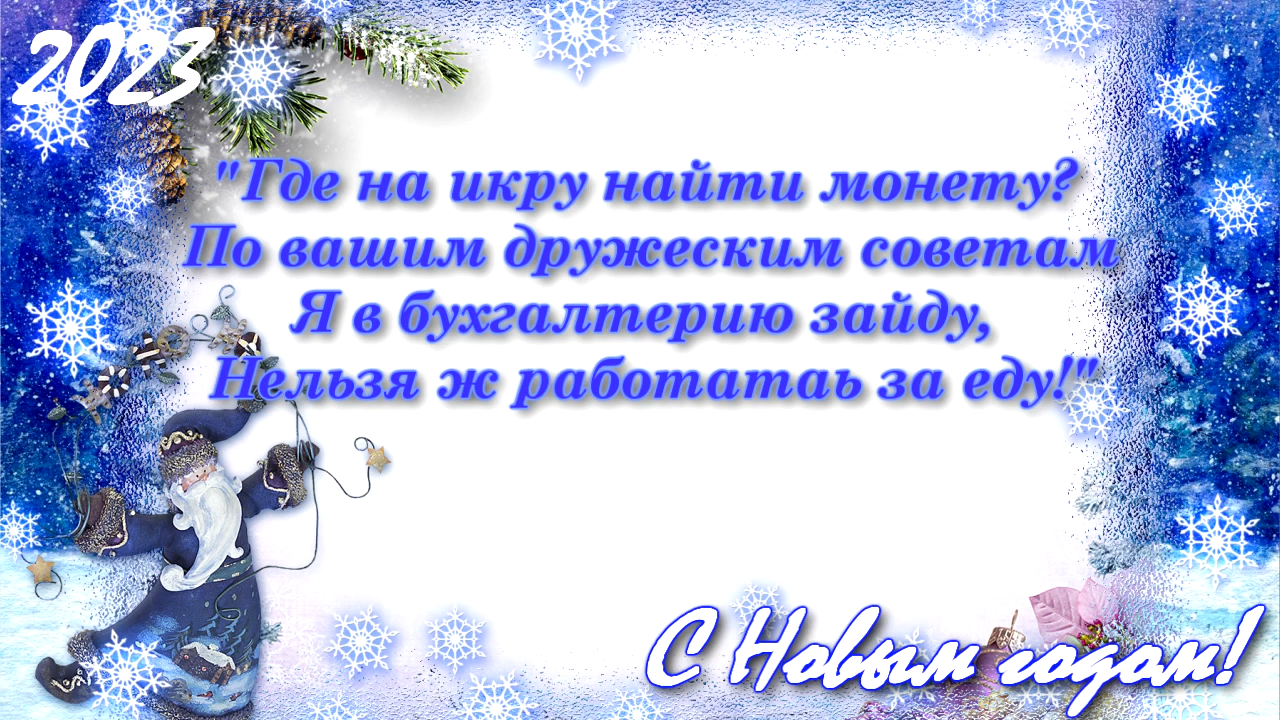 2023
"Где на икру найти монету?
По вашим дружеским советам
Я в бухгалтерию зайду,
Нельзя ж работатаь за еду!"
С Новым годом!